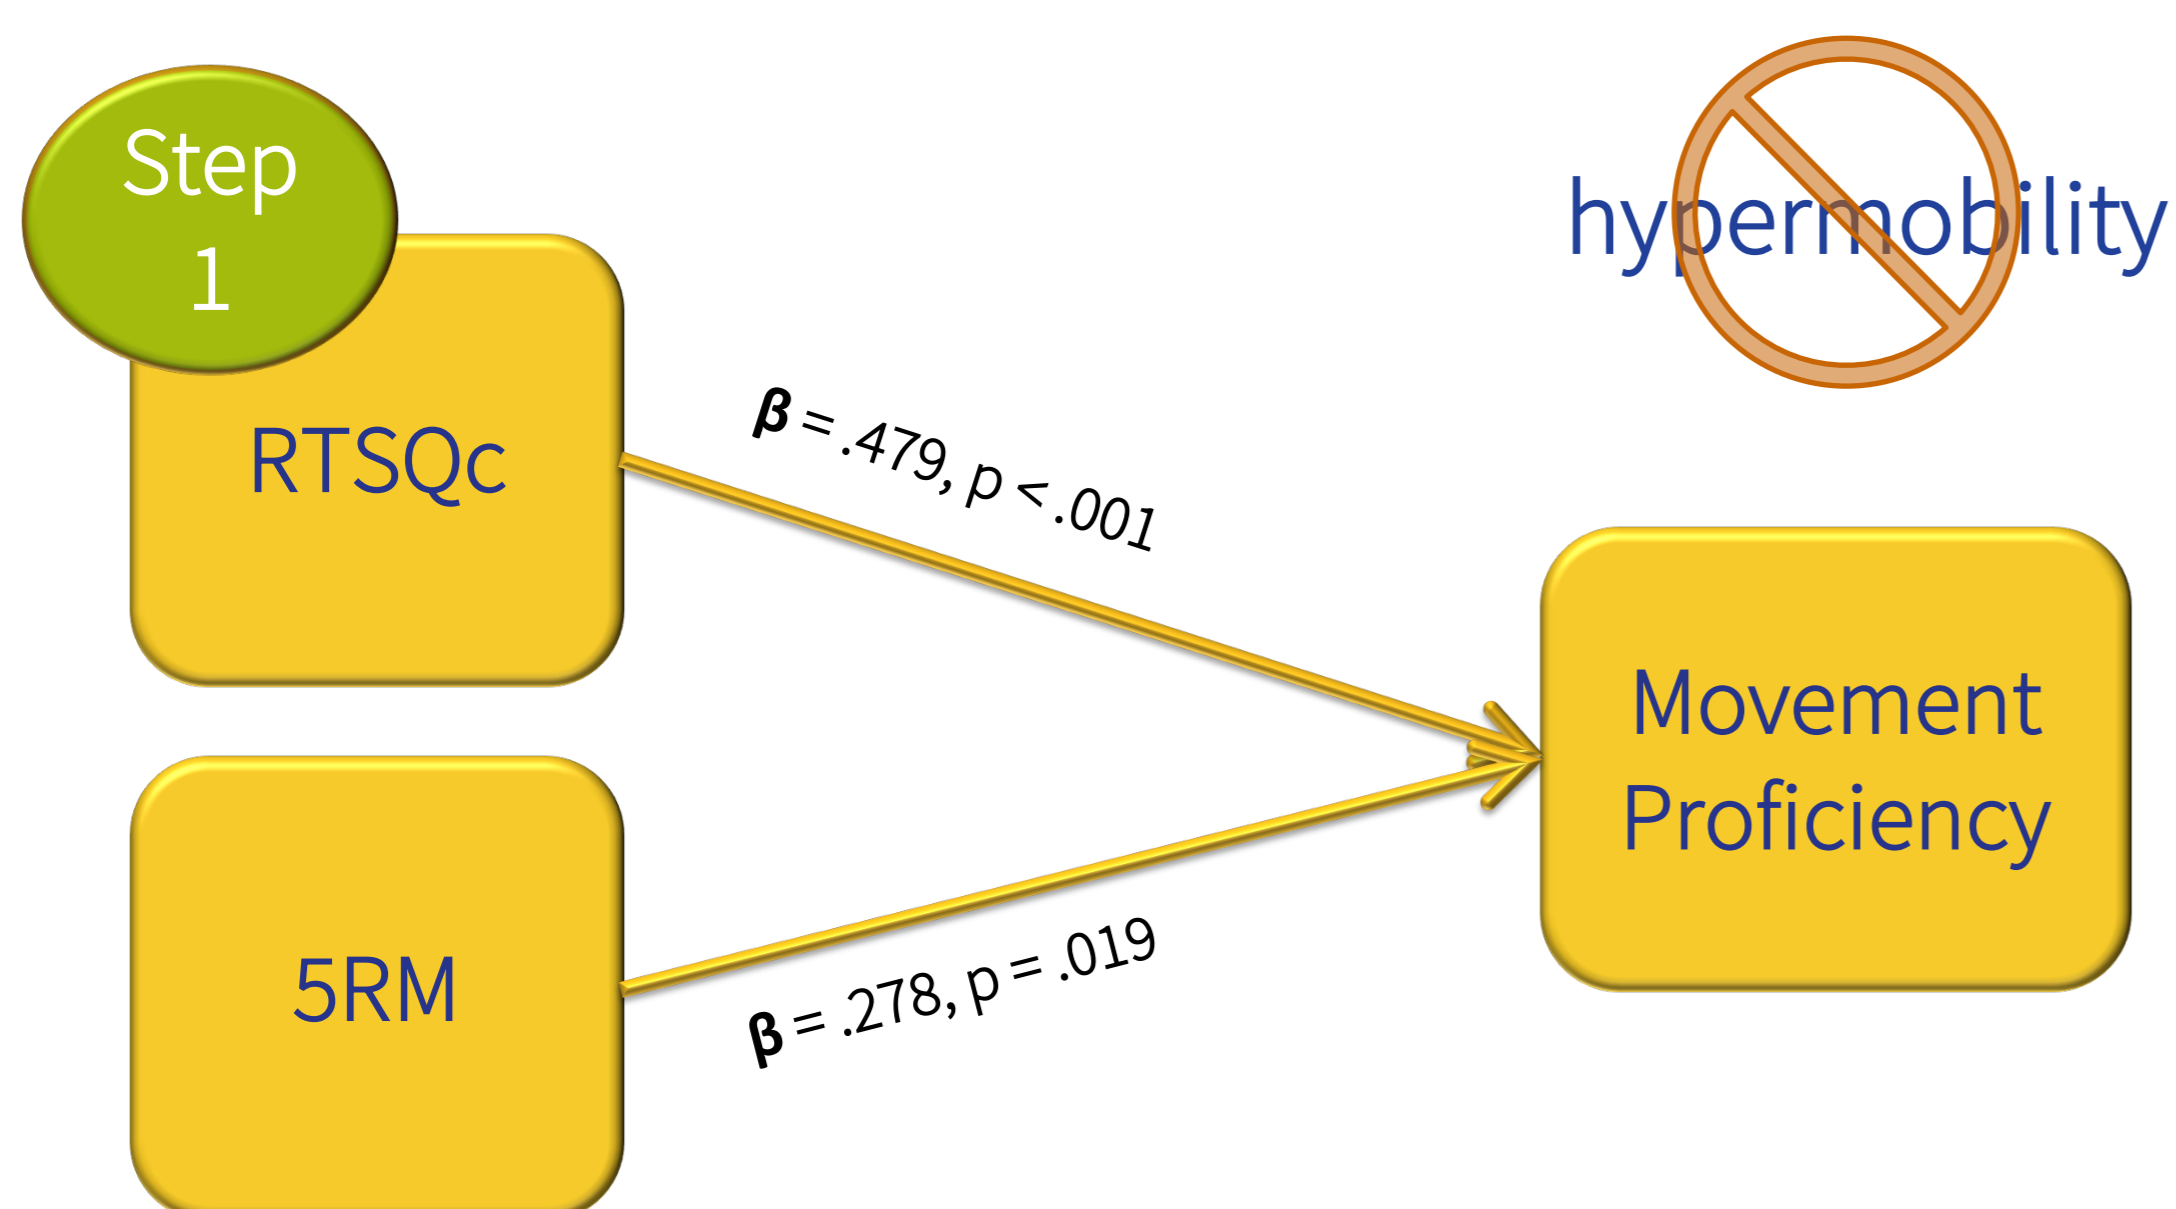 Step
1
hypermobility
RTSQc
β = .479, p < .001
Movement
Proficiency
5RM
β = .278, p = .019